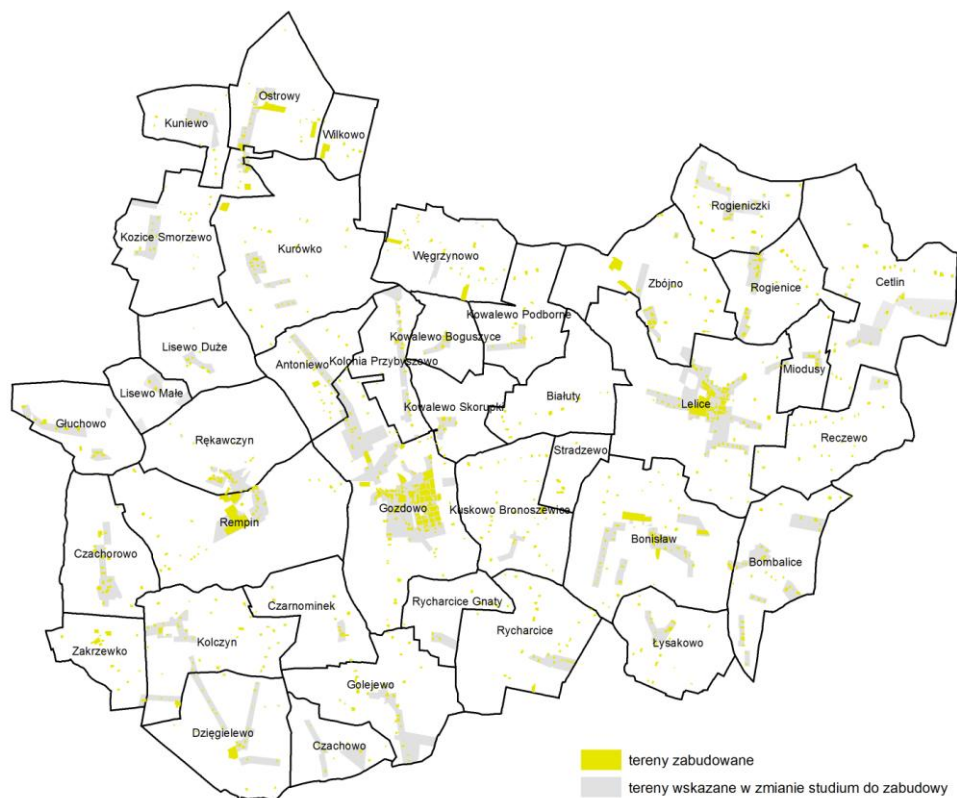 Ostrowy
Kuniewo
Wilkowo
Rogieniczki
Kozice Smorzewo
Kurówko
Węgrzynowo
Zbójno
Rogienice
Cetlin
Kowalewo Podborne
Kowalewo Boguszyce
Lisewo Duże
Antoniewo
Kolonia Przybyszewo
Miodusy
Lisewo Małe
Białuty
Lelice
Kowalewo Skorupki
Głuchowo
Rękawczyn
Reczewo
Stradzewo
Gozdowo
Kuskowo Bronoszewice
Rempin
Bonisław
Czachorowo
Bombalice
Rycharcice Gnaty
Czarnominek
Rycharcice
Kolczyn
Łysakowo
Zakrzewko
Golejewo
Dzięgielewo
Czachowo
tereny zabudowane
tereny wskazane w zmianie studium do zabudowy